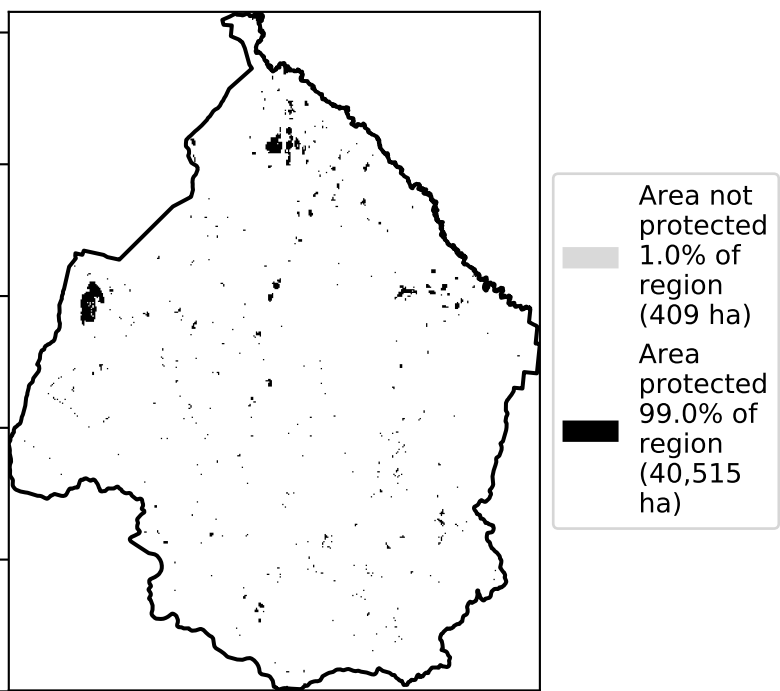 Area not
protected
1.0% of
region
(409 ha)
Area
protected
99.0% of
region
(40,515
ha)